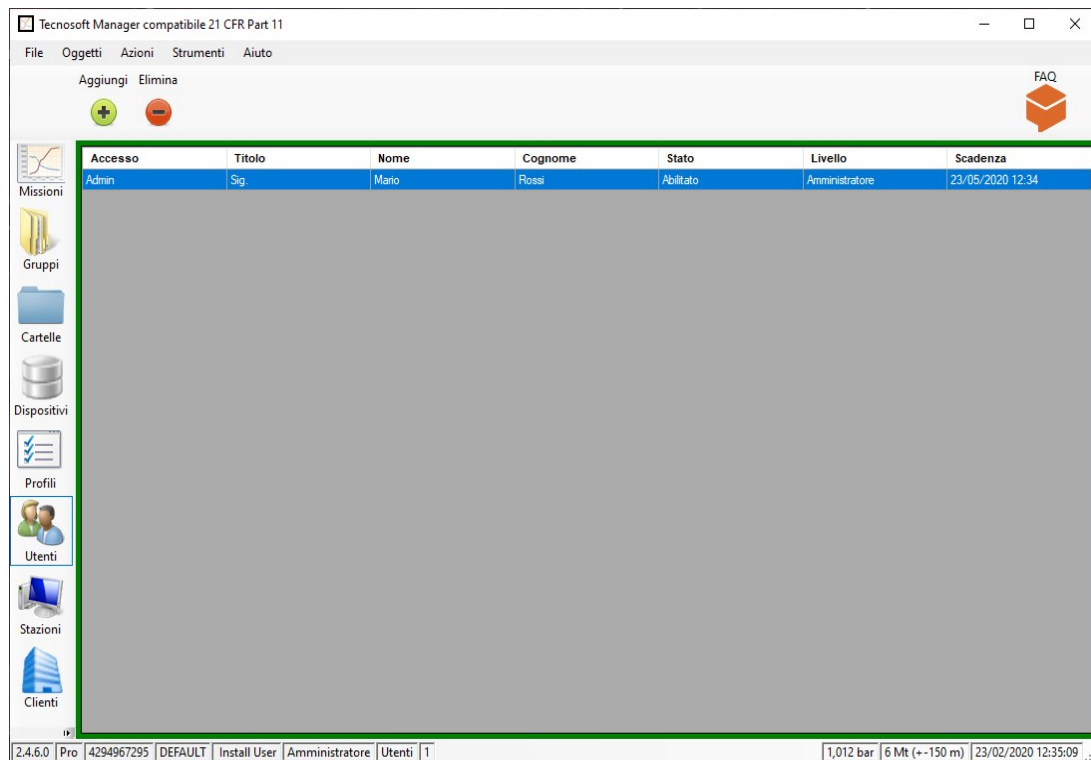 Tecnosoft Manager compatibile 21 CFR Part 11
File Oggetti Azioni Strumenti Aiuto
Aggiungi Elimina FAQ
Accesso Titolo Nome Cognome Stato Livello Scadenza
Admin Sig. Mario Rossi Abilitato Amministratore 23/05/2020 12:34
Missioni
Gruppi
Cartelle
Dispositivi
Profili
Utenti
Stazioni
Clienti
2.4.6.0 Pro 4294967295 DEFAULT Install User Amministratore Utenti 1 1,012 bar 6 Mt (+-150 m) 23/02/2020 12:35:09